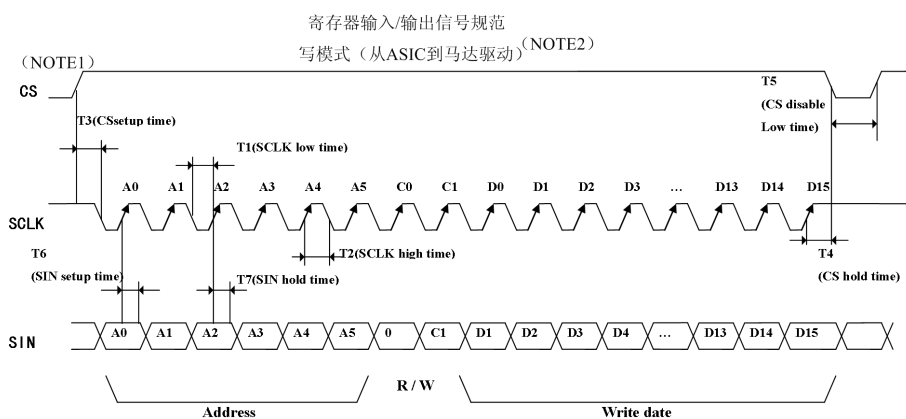 寄存器输入/输出信号规范
写模式（从ASIC到马达驱动）(NOTE2)
(NOTE1)
CS
T5
(CS disable
Low time)
T3(CSsetup time)
T1(SCLK low time)
A0 A1 A2 A3 A4 A5 C0 C1 D0 D1 D2 D3 … D13 D14 D15
SCLK
T6
(SIN setup time)
T2(SCLK high time)
T7(SIN hold time)
T4
(CS hold time)
SIN
A0 A1 A2 A3 A4 A5 0 C1 D1 D2 D3 D4 … D13 D14 D15
R / W
Address
Write date